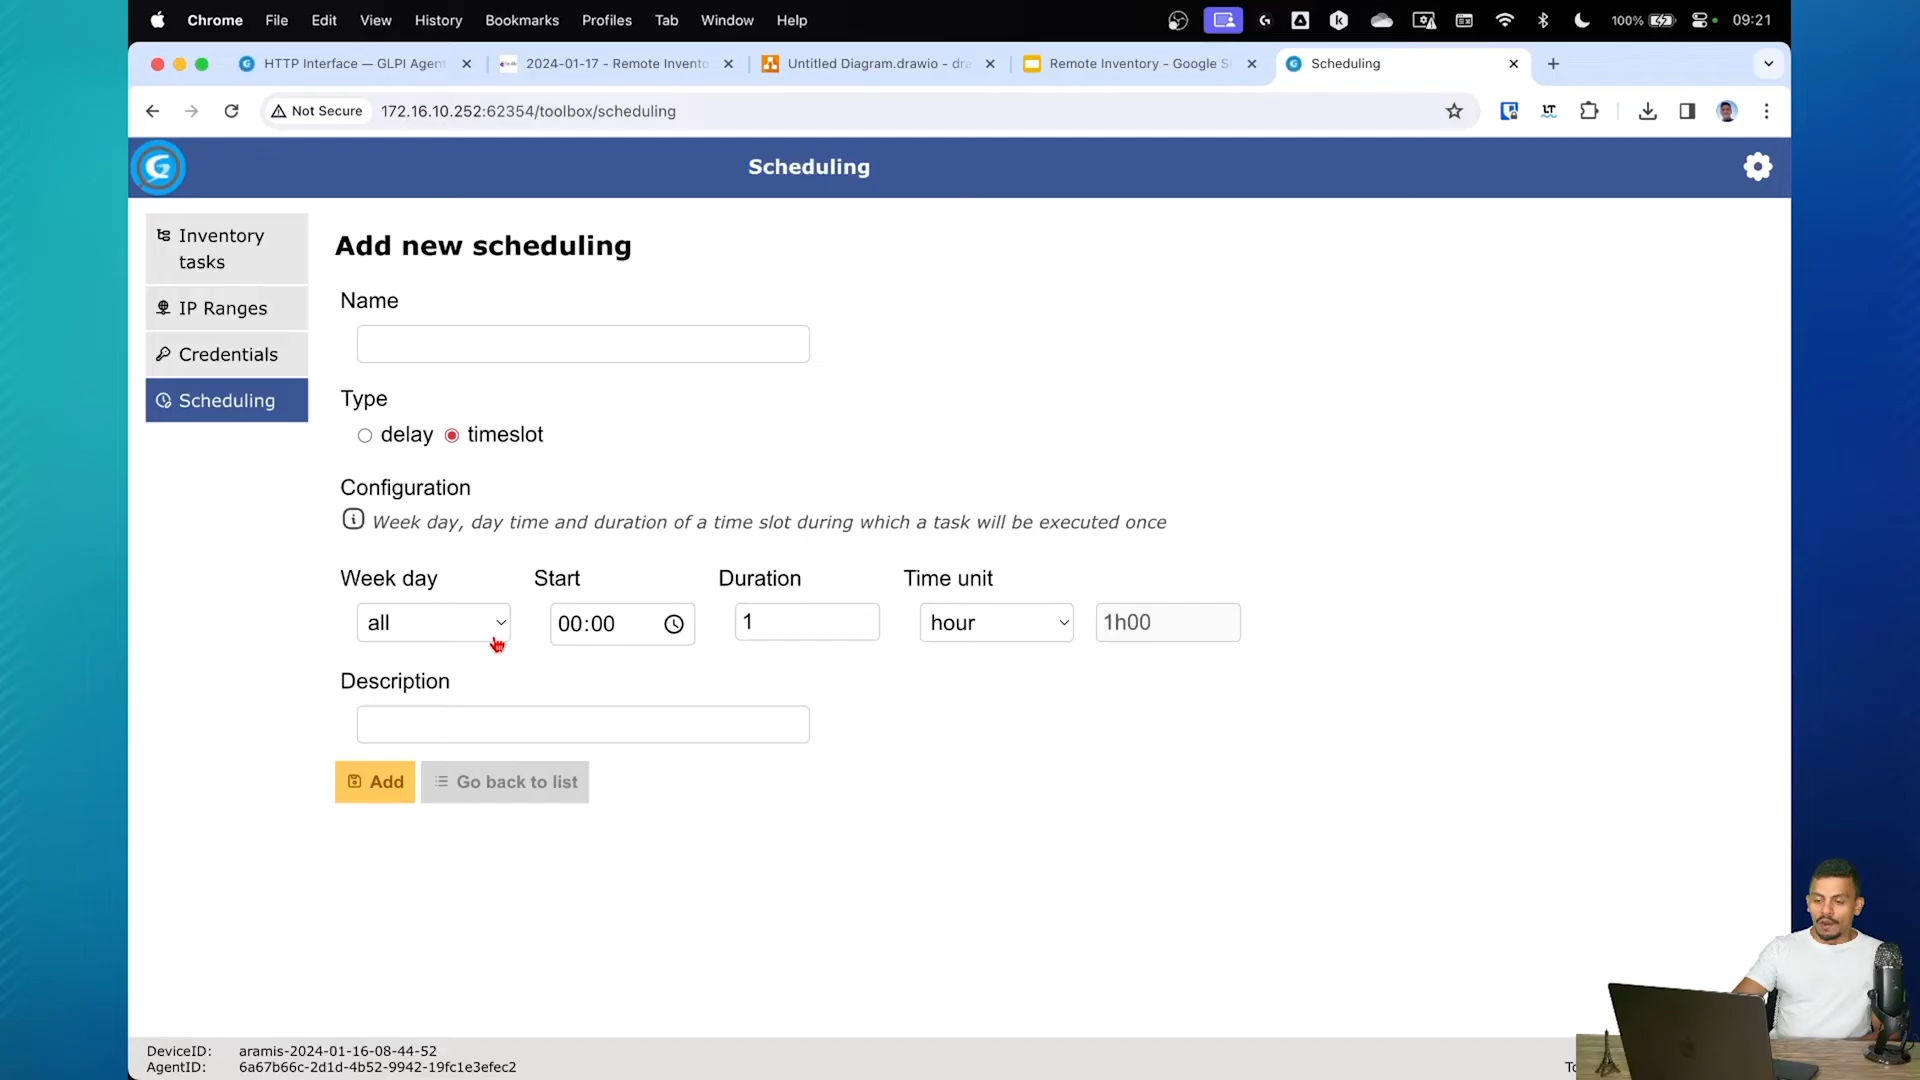 Chrome File Edit View History Bookmarks Profiles Tab Window Help 100% 09:21
HTTP Interface — GLPI Agent 2024-01-17 - Remote Invento Untitled Diagram.drawio - dra Remote Inventory - Google S Scheduling
Not Secure 172.16.10.252:62354/toolbox/scheduling
Scheduling
Inventory
tasks
IP Ranges
Credentials
Scheduling
Add new scheduling
Name
Type
delay timeslot
Configuration
Week day, day time and duration of a time slot during which a task will be executed once
Week day Start Duration Time unit
all 00:00 1 hour 1h00
Description
Add Go back to list
DeviceID: aramis-2024-01-16-08-44-52
AgentID: 6a67b66c-2d1d-4b52-9942-19fc1e3efec2